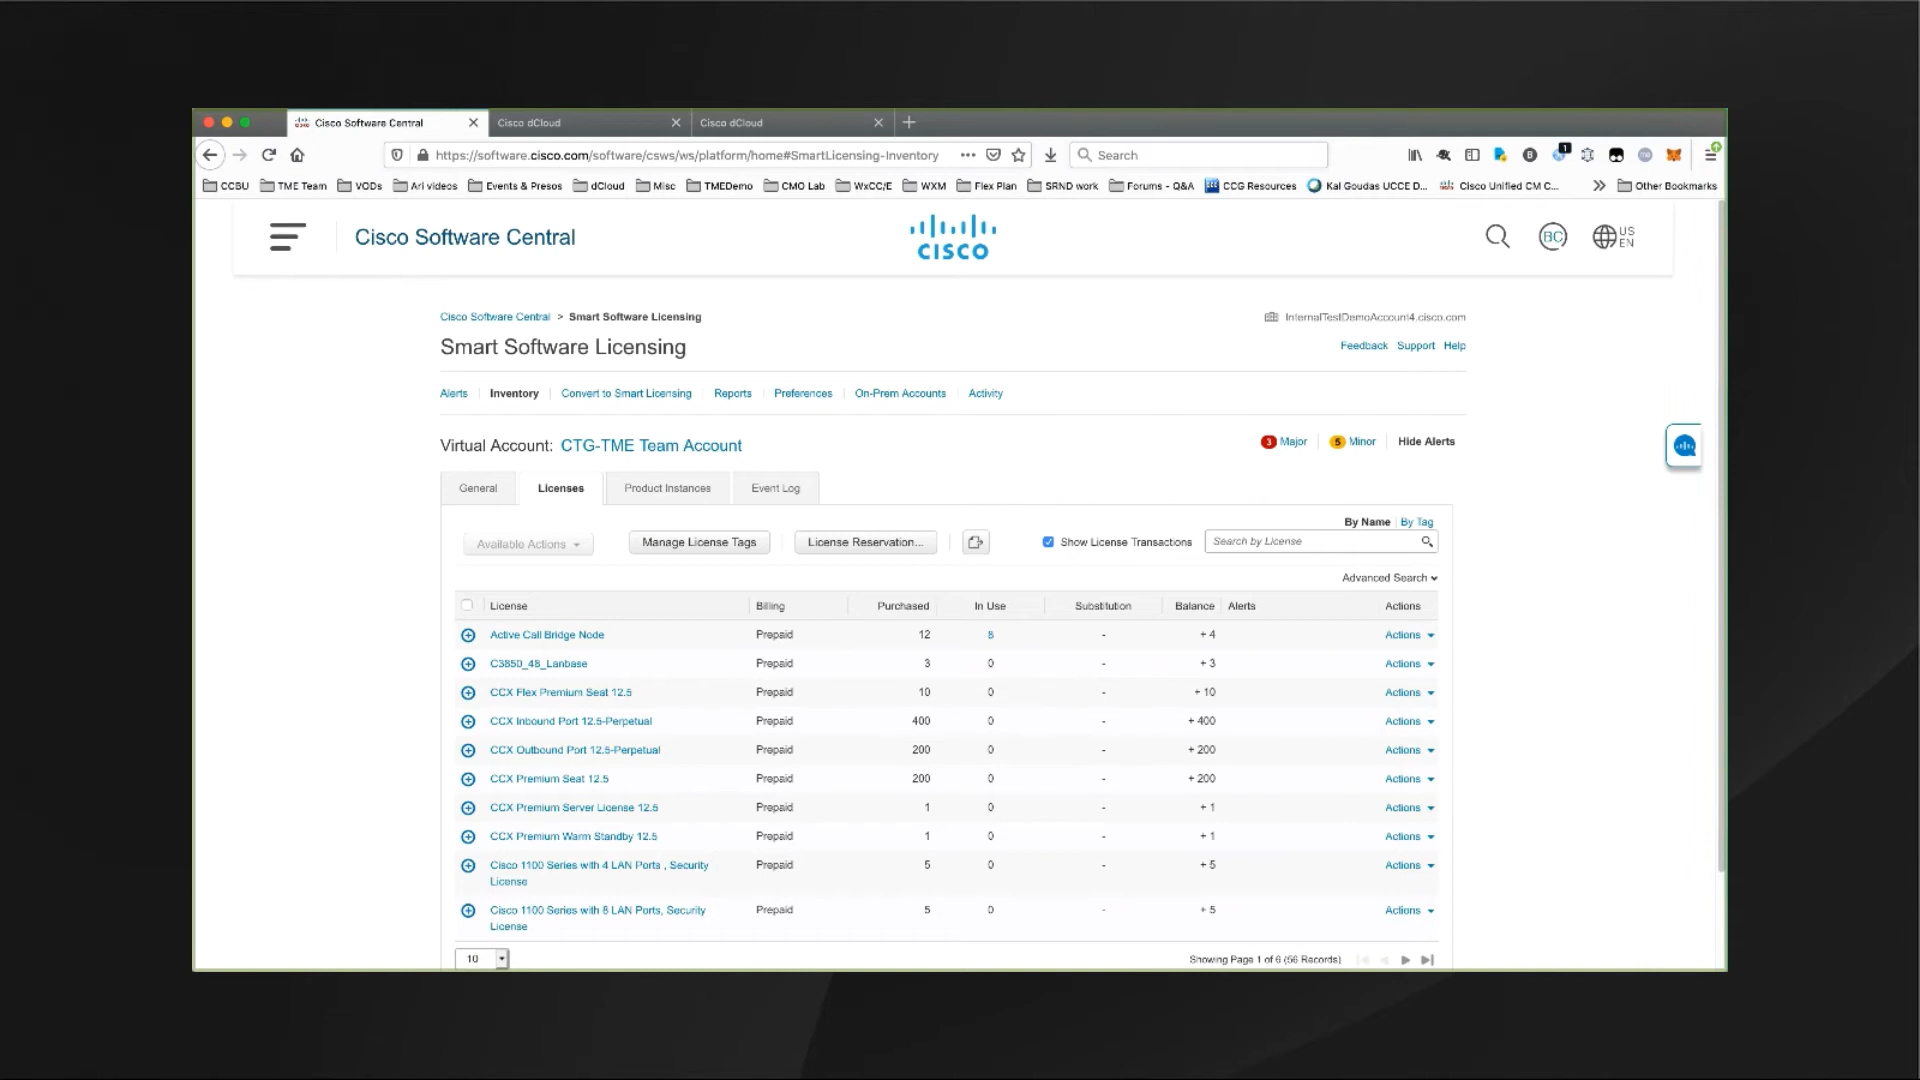 Cisco Software Central
Cisco dCloud
Cisco dCloud
https://software.cisco.com/software/csws/ws/platform/home#SmartLicensing-Inventory
Search
CCBU TME Team VODs Ari videos Events & Presos dCloud Misc TMEDemo CMO Lab WxCC/E WXM Flex Plan SRND work Forums - Q&A CCG Resources Kal Goudas UCCE D... Cisco Unified CM C... Other Bookmarks
Cisco Software Central
CISCO
BC
US
EN
Cisco Software Central > Smart Software Licensing
InternalTestDemoAccount4.cisco.com
Smart Software Licensing
Feedback Support Help
Alerts Inventory Convert to Smart Licensing Reports Preferences On-Prem Accounts Activity
Virtual Account: CTG-TME Team Account
3 Major 5 Minor Hide Alerts
General Licenses Product Instances Event Log
By Name By Tag
Available Actions Manage License Tags License Reservation... Show License Transactions Search by License
Advanced Search
License Billing Purchased In Use Substitution Balance Alerts Actions
Active Call Bridge Node Prepaid 12 8 - + 4 Actions
C3850_48_Lanbase Prepaid 3 0 - + 3 Actions
CCX Flex Premium Seat 12.5 Prepaid 10 0 - + 10 Actions
CCX Inbound Port 12.5-Perpetual Prepaid 400 0 - + 400 Actions
CCX Outbound Port 12.5-Perpetual Prepaid 200 0 - + 200 Actions
CCX Premium Seat 12.5 Prepaid 200 0 - + 200 Actions
CCX Premium Server License 12.5 Prepaid 1 0 - + 1 Actions
CCX Premium Warm Standby 12.5 Prepaid 1 0 - + 1 Actions
Cisco 1100 Series with 4 LAN Ports , Security Prepaid 5 0 - + 5 Actions
License
Cisco 1100 Series with 8 LAN Ports, Security Prepaid 5 0 - + 5 Actions
License
10
Showing Page 1 of 6 (56 Records)